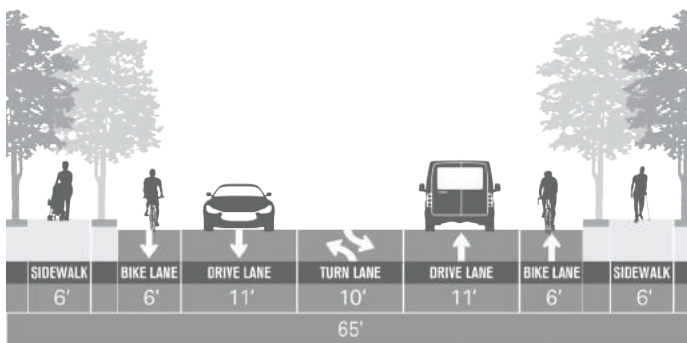 SIDEWALK BIKE LANE DRIVE LANE TURN LANE DRIVE LANE BIKE LANE SIDEWALK
6' 6' 11' 10' 11' 6' 6'
65'